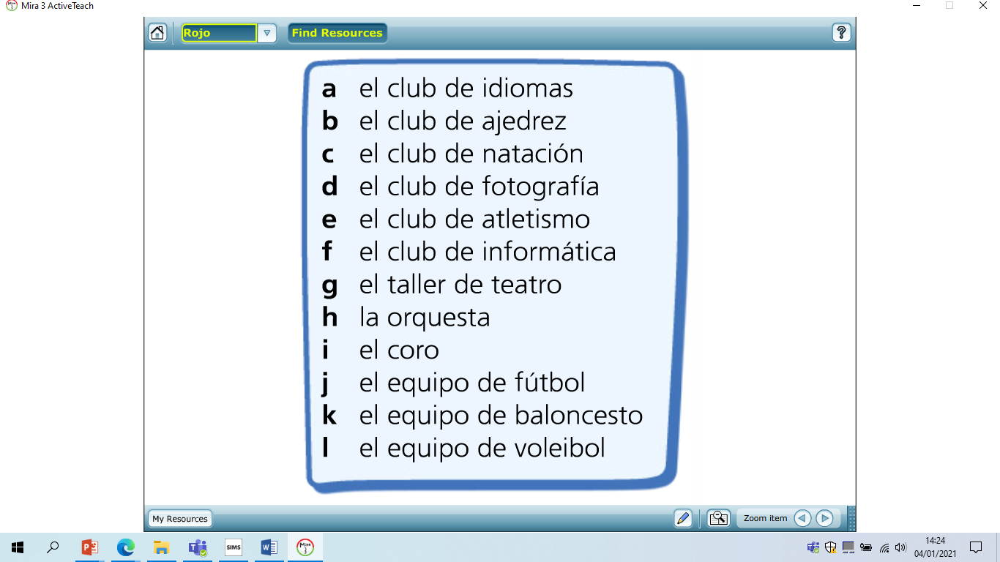 Mira 3 ActiveTeach
Rojo
Find Resources
?
a el club de idiomas
b el club de ajedrez
c el club de natación
d el club de fotografía
e el club de atletismo
f el club de informática
g el taller de teatro
h la orquesta
i el coro
j el equipo de fútbol
k el equipo de baloncesto
l el equipo de voleibol
My Resources
Zoom item
SIMS
Mira 3
14:24
04/01/2021